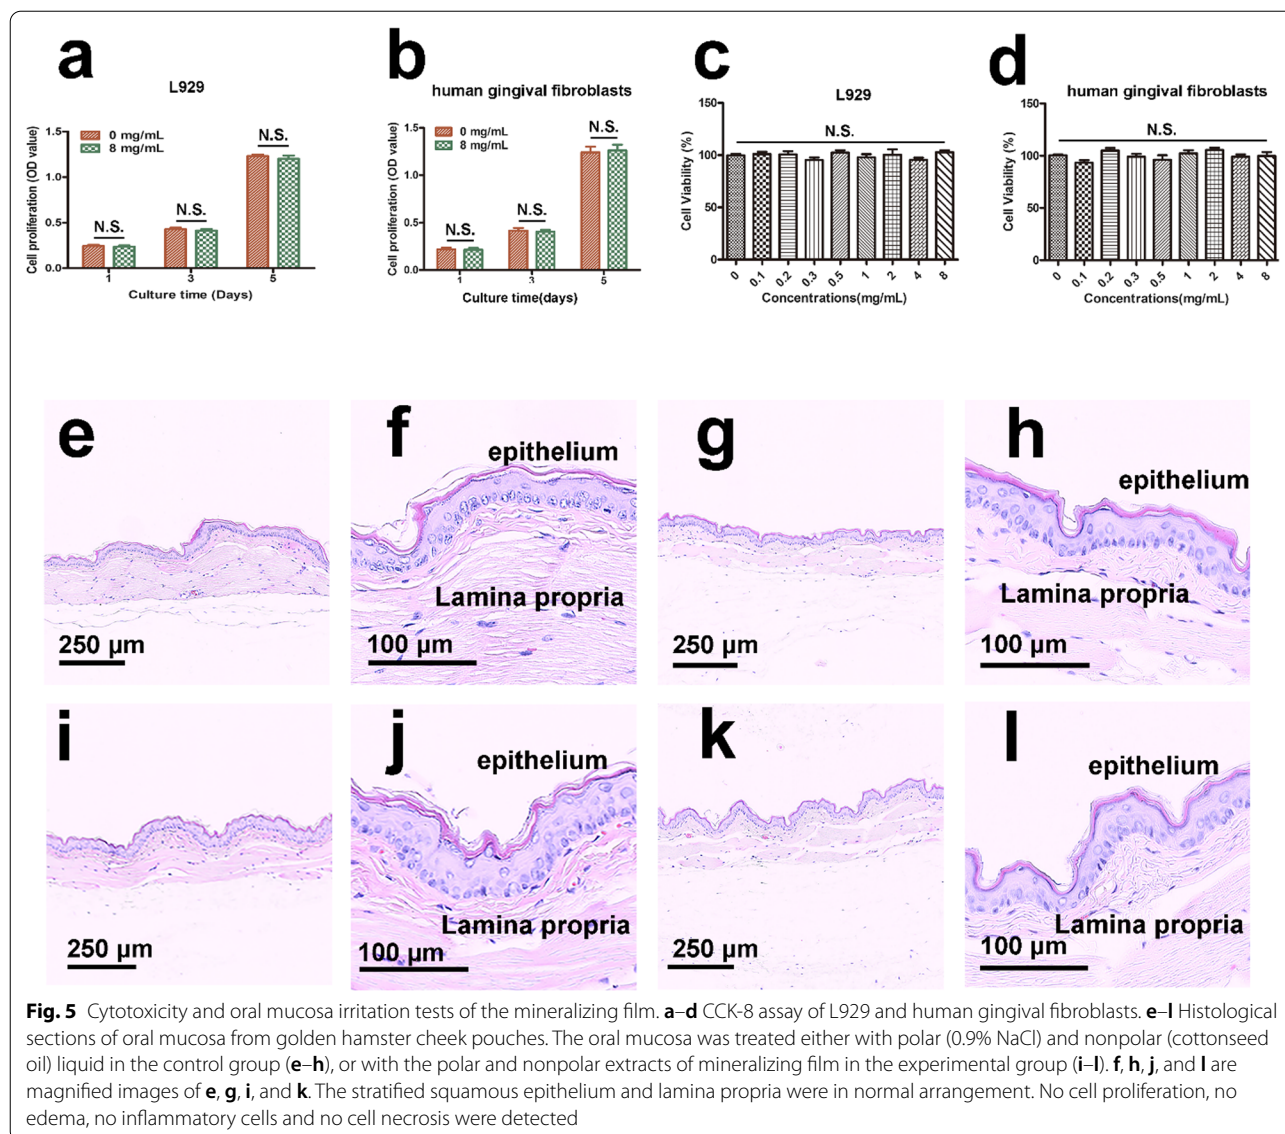 a
L929
Cell proliferation (OD value)
1.5
1.0
0.5
0.0
0 mg/mL
8 mg/mL
N.S.
N.S.
N.S.
1
3
5
Culture time (Days)
b
human gingival fibroblasts
Cell proliferation (OD value)
1.5
1.0
0.5
0.0
0 mg/mL
8 mg/mL
N.S.
N.S.
N.S.
1
3
5
Culture time(days)
c
L929
Cell Viability (%)
150
100
50
0
N.S.
0
0.1
0.2
0.3
0.5
1
2
4
8
Concentrations(mg/mL)
d
human gingival fibroblasts
Cell Viability (%)
150
100
50
0
N.S.
0
0.1
0.2
0.3
0.5
1
2
4
8
Concentrations(mg/mL)
e
250 µm
f
epithelium
Lamina propria
100 µm
g
250 µm
h
epithelium
Lamina propria
100 µm
i
250 µm
j
epithelium
Lamina propria
100 µm
k
250 µm
l
epithelium
Lamina propria
100 µm
Fig. 5 Cytotoxicity and oral mucosa irritation tests of the mineralizing film. a–d CCK-8 assay of L929 and human gingival fibroblasts. e–l Histological
sections of oral mucosa from golden hamster cheek pouches. The oral mucosa was treated either with polar (0.9% NaCl) and nonpolar (cottonseed
oil) liquid in the control group (e–h), or with the polar and nonpolar extracts of mineralizing film in the experimental group (i–l). f, h, j, and l are
magnified images of e, g, i, and k. The stratified squamous epithelium and lamina propria were in normal arrangement. No cell proliferation, no
edema, no inflammatory cells and no cell necrosis were detected